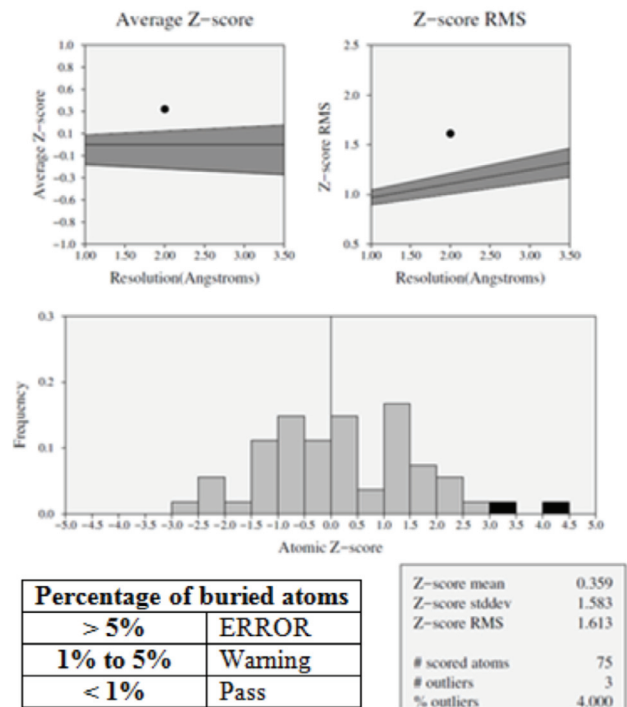 Average Z−score
1.0
0.8
0.6
0.3
0.1
−0.1
−0.3
−0.6
−0.8
−1.0
Average Z−score
1.00 1.50 2.00 2.50 3.00 3.50
Resolution(Angstroms)
Z−score RMS
2.5
2.0
1.5
1.0
0.5
Z−score RMS
1.00 1.50 2.00 2.50 3.00 3.50
Resolution(Angstroms)
0.3
0.2
0.1
0.0
Frequency
−5.0 −4.5 −4.0 −3.5 −3.0 −2.5 −2.0 −1.5 −1.0 −0.5 0.0 0.5 1.0 1.5 2.0 2.5 3.0 3.5 4.0 4.5 5.0
Atomic Z−score
Percentage of buried atoms
> 5% ERROR
1% to 5% Warning
< 1% Pass
Z−score mean 0.359
Z−score stddev 1.583
Z−score RMS 1.613
# scored atoms 75
# outliers 3
% outliers 4.000